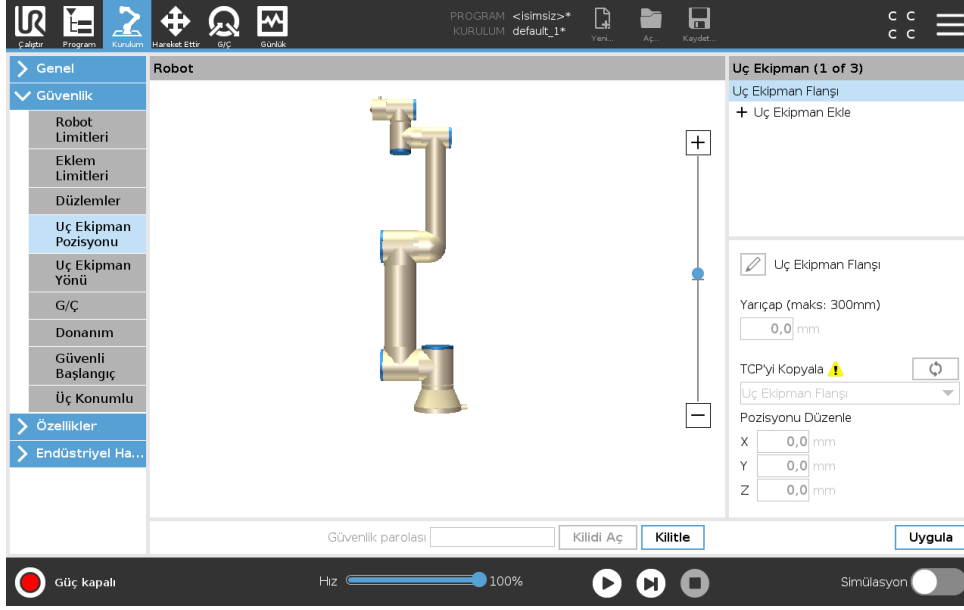 PROGRAM <isimsiz>*
KURULUM default_1*
Çalıştır
Program
Kurulum
Hareket Ettir
G/Ç
Günlük
Yeni...
Aç...
Kaydet...
C C
C C
Genel
Güvenlik
Robot
Limitleri
Eklem
Limitleri
Düzlemler
Uç Ekipman
Pozisyonu
Uç Ekipman
Yönü
G/Ç
Donanım
Güvenli
Başlangıç
Üç Konumlu
Özellikler
Endüstriyel Ha...
Robot
Uç Ekipman (1 of 3)
Uç Ekipman Flanşı
+ Uç Ekipman Ekle
Uç Ekipman Flanşı
Yarıçap (maks: 300mm)
0,0 mm
TCP'yi Kopyala
Uç Ekipman Flanşı
Pozisyonu Düzenle
X 0,0 mm
Y 0,0 mm
Z 0,0 mm
Güvenlik parolası
Kilidi Aç
Kilitle
Uygula
Güç kapalı
Hız
100%
Simülasyon